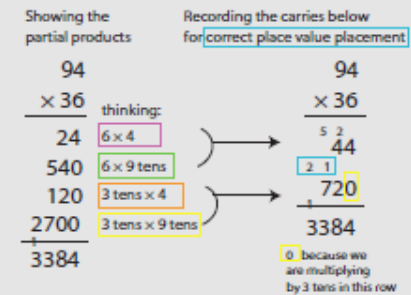 Showing the
partial products
94
× 36
thinking:
24 6 × 4
540 6 × 9 tens
120 3 tens × 4
2700 3 tens × 9 tens
1
3384
Recording the carries below
for correct place value placement
94
× 36
5 2
44
2 1
720
1
3384
0 because we
are multiplying
by 3 tens in this row